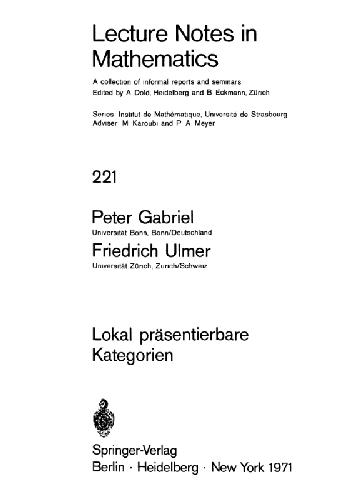 Lecture Notes in
Mathematics
A collection of informal reports and seminars
Edited by A. Dold, Heidelberg and B. Eckmann, Zürich
Series: Institut de Mathématique, Université de Strasbourg
Adviser: M. Karoubi and P. A. Meyer
221
Peter Gabriel
Universität Bonn, Bonn/Deutschland
Friedrich Ulmer
Universität Zürich, Zürich/Schweiz
Lokal präsentierbare
Kategorien
Springer-Verlag
Berlin · Heidelberg · New York 1971